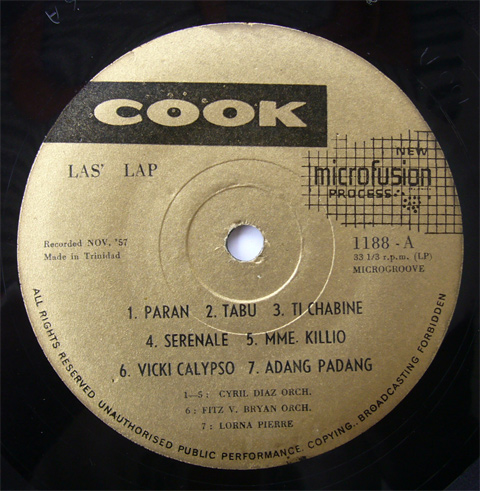 COOK
LAS' LAP
NEW
microfusion
PROCESS
Recorded NOV, '57
Made in Trinidad
1188 - A
33 1/3 r.p.m. (LP)
MICROGROOVE
1. PARAN 2. TABU 3. TI CHABINE
4. SERENALE 5. MME. KILLIO
6. VICKI CALYPSO 7. ADANG PADANG
1—5 : CYRIL DIAZ ORCH.
6 : FITZ V. BRYAN ORCH.
7 : LORNA PIERRE
ALL RIGHTS RESERVED UNAUTHORISED PUBLIC PERFORMANCE, COPYING, BROADCASTING FORBIDDEN